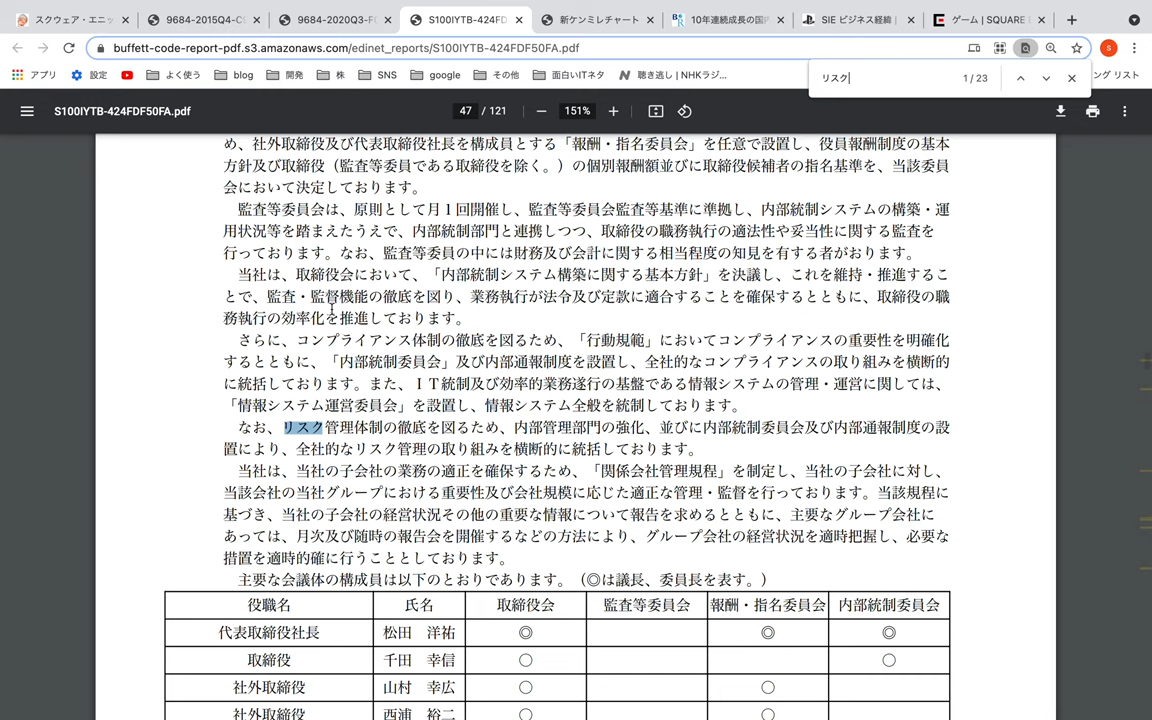 スクウェア・エニッ
9684-2015Q4-CS
9684-2020Q3-FC
S100IYTB-424FD
新ケンミレチャート
10年連続成長の国内
SIE ビジネス経緯 |
ゲーム | SQUARE E
buffett-code-report-pdf.s3.amazonaws.com/edinet_reports/S100IYTB-424FDF50FA.pdf
アプリ 設定 よく使う blog 開発 株 SNS google その他 面白いITネタ 聴き逃し | NHKラジ... ング リスト
リスク 1/23
S100IYTB-424FDF50FA.pdf 47 / 121 151%
め、社外取締役及び代表取締役社長を構成員とする「報酬・指名委員会」を任意で設置し、役員報酬制度の基本
方針及び取締役（監査等委員である取締役を除く。）の個別報酬額並びに取締役候補者の指名基準を、当該委員
会において決定しております。
監査等委員会は、原則として月１回開催し、監査等委員会監査等基準に準拠し、内部統制システムの構築・運
用状況等を踏まえたうえで、内部統制部門と連携しつつ、取締役の職務執行の適法性や妥当性に関する監査を
行っております。なお、監査等委員の中には財務及び会計に関する相当程度の知見を有する者がおります。
当社は、取締役会において、「内部統制システム構築に関する基本方針」を決議し、これを維持・推進するこ
とで、監査・監督機能の徹底を図り、業務執行が法令及び定款に適合することを確保するとともに、取締役の職
務執行の効率化を推進しております。
さらに、コンプライアンス体制の徹底を図るため、「行動規範」においてコンプライアンスの重要性を明確化
するとともに、「内部統制委員会」及び内部通報制度を設置し、全社的なコンプライアンスの取り組みを横断的
に統括しております。また、ＩＴ統制及び効率的業務遂行の基盤である情報システムの管理・運営に関しては、
「情報システム運営委員会」を設置し、情報システム全般を統制しております。
なお、リスク管理体制の徹底を図るため、内部管理部門の強化、並びに内部統制委員会及び内部通報制度の設
置により、全社的なリスク管理の取り組みを横断的に統括しております。
当社は、当社の子会社の業務の適正を確保するため、「関係会社管理規程」を制定し、当社の子会社に対し、
当該会社の当社グループにおける重要性及び会社規模に応じた適正な管理・監督を行っております。当該規程に
基づき、当社の子会社の経営状況その他の重要な情報について報告を求めるとともに、主要なグループ会社に
あっては、月次及び随時の報告会を開催するなどの方法により、グループ会社の経営状況を適時把握し、必要な
措置を適時的確に行うこととしております。
主要な会議体の構成員は以下のとおりであります。（◎は議長、委員長を表す。）
役職名 氏名 取締役会 監査等委員会 報酬・指名委員会 内部統制委員会
代表取締役社長 松田　洋祐 ◎ ◎ ◎
取締役 千田　幸信 ○ ○
社外取締役 山村　幸広 ○ ○
社外取締役 西浦　裕二 ○ ○